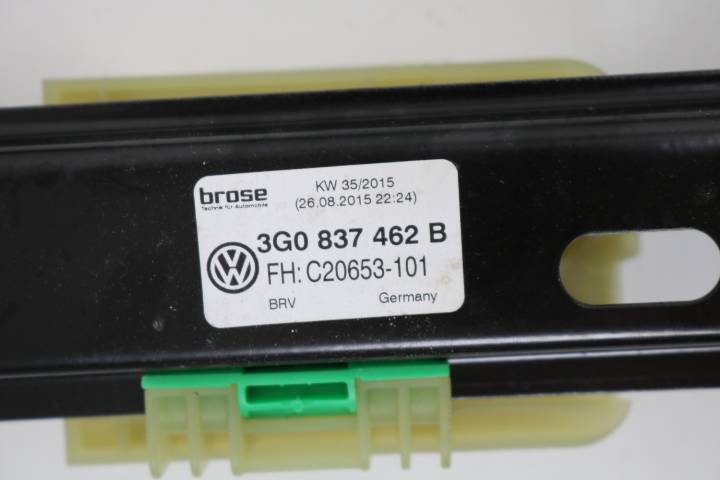 brose
Technik für Automobile
KW 35/2015
(26.08.2015 22:24)
3G0 837 462 B
FH: C20653-101
BRV Germany